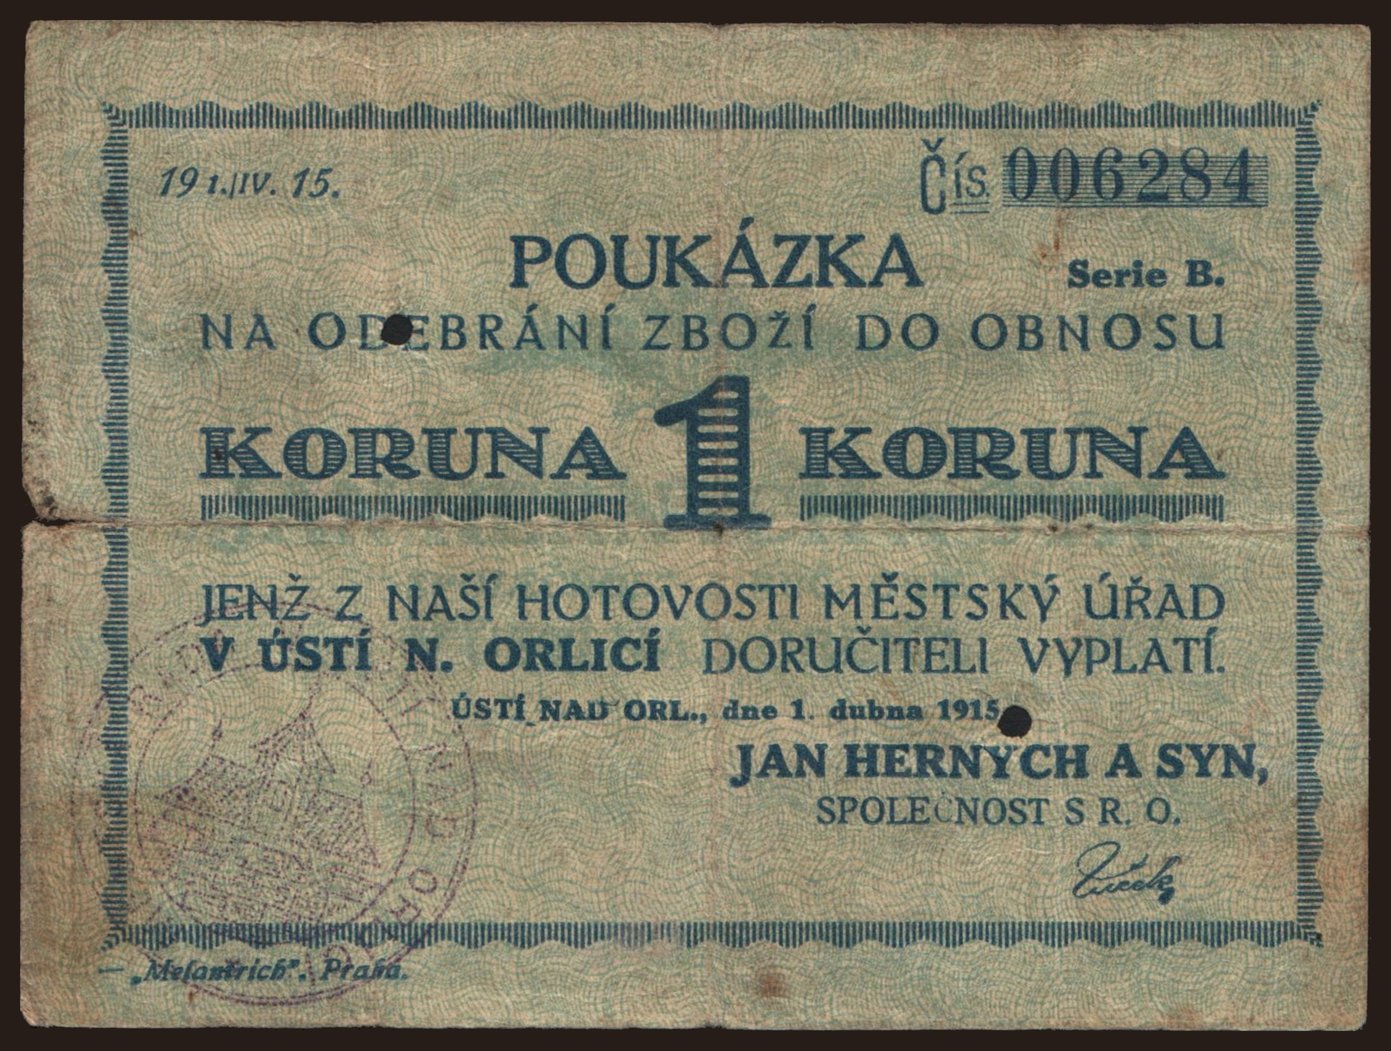 19 1./IV. 15.
Čís. 006284
POUKÁZKA
Serie B.
NA ODEBRÁNÍ ZBOŽÍ DO OBNOSU
KORUNA 1 KORUNA
JENŽ Z NAŠÍ HOTOVOSTI MĚSTSKÝ ÚŘAD
V ÚSTÍ N. ORLICÍ DORUČITELI VYPLATÍ.
ÚSTÍ NAD ORL., dne 1. dubna 1915
JAN HERNYCH A SYN,
SPOLEČNOST S R. O.
„Melantrich“. Praha.